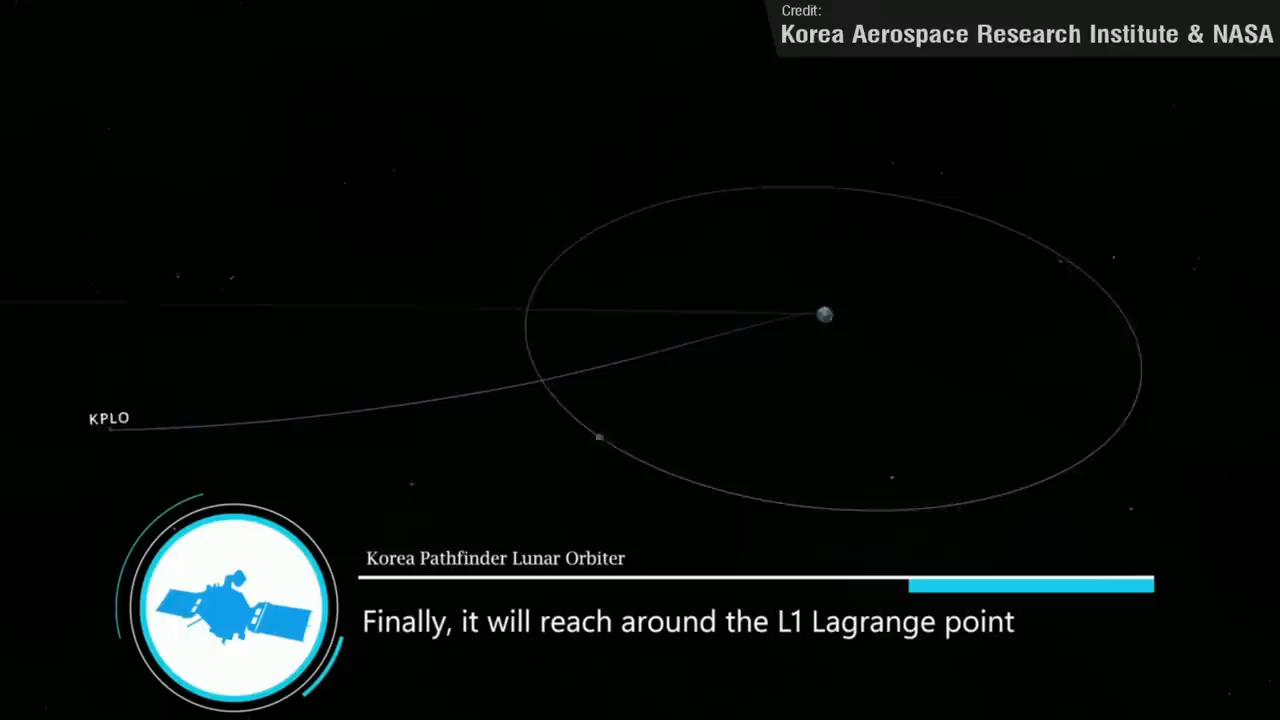 Credit:
Korea Aerospace Research Institute & NASA
KPLO
Korea Pathfinder Lunar Orbiter
Finally, it will reach around the L1 Lagrange point